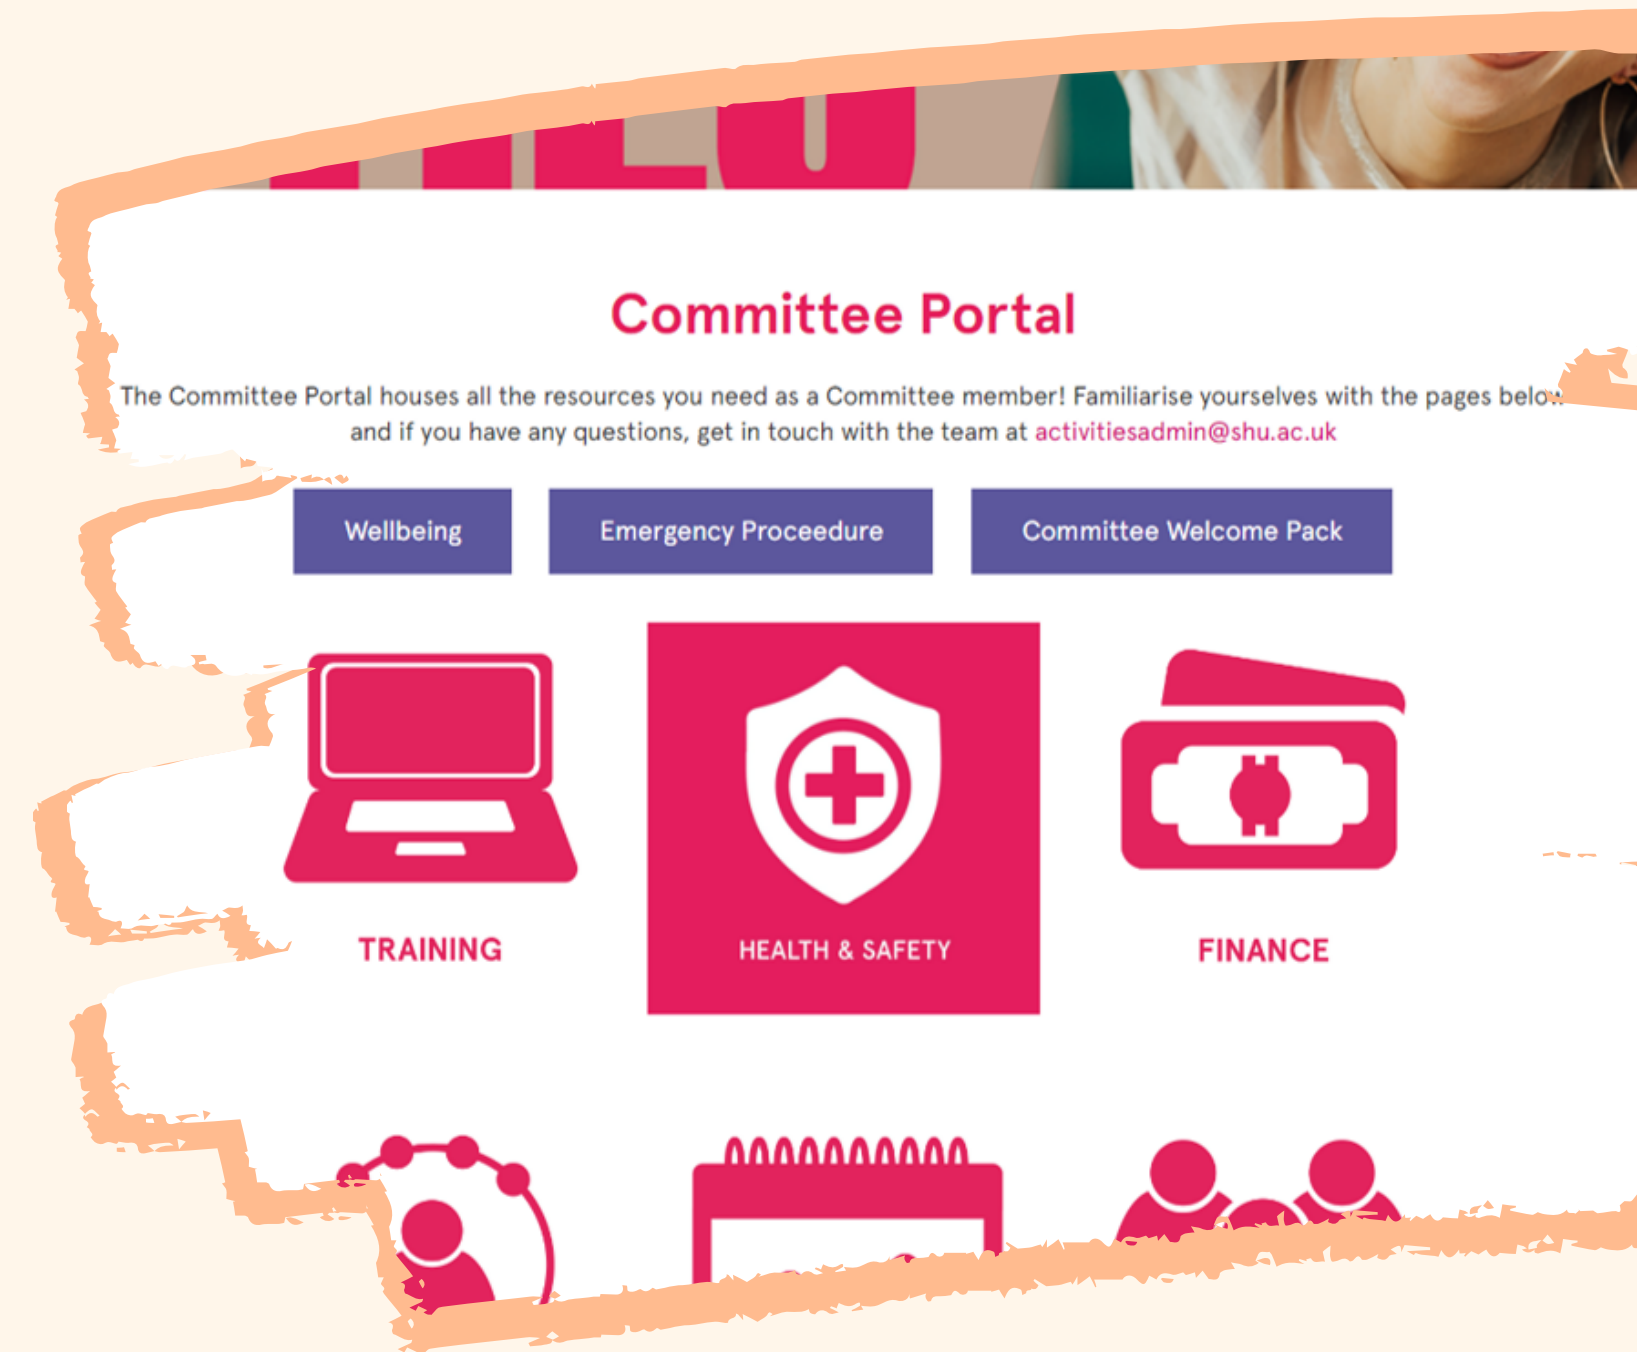 Committee Portal
The Committee Portal houses all the resources you need as a Committee member! Familiarise yourselves with the pages below
and if you have any questions, get in touch with the team at activitiesadmin@shu.ac.uk
Wellbeing
Emergency Proceedure
Committee Welcome Pack
TRAINING
HEALTH & SAFETY
FINANCE